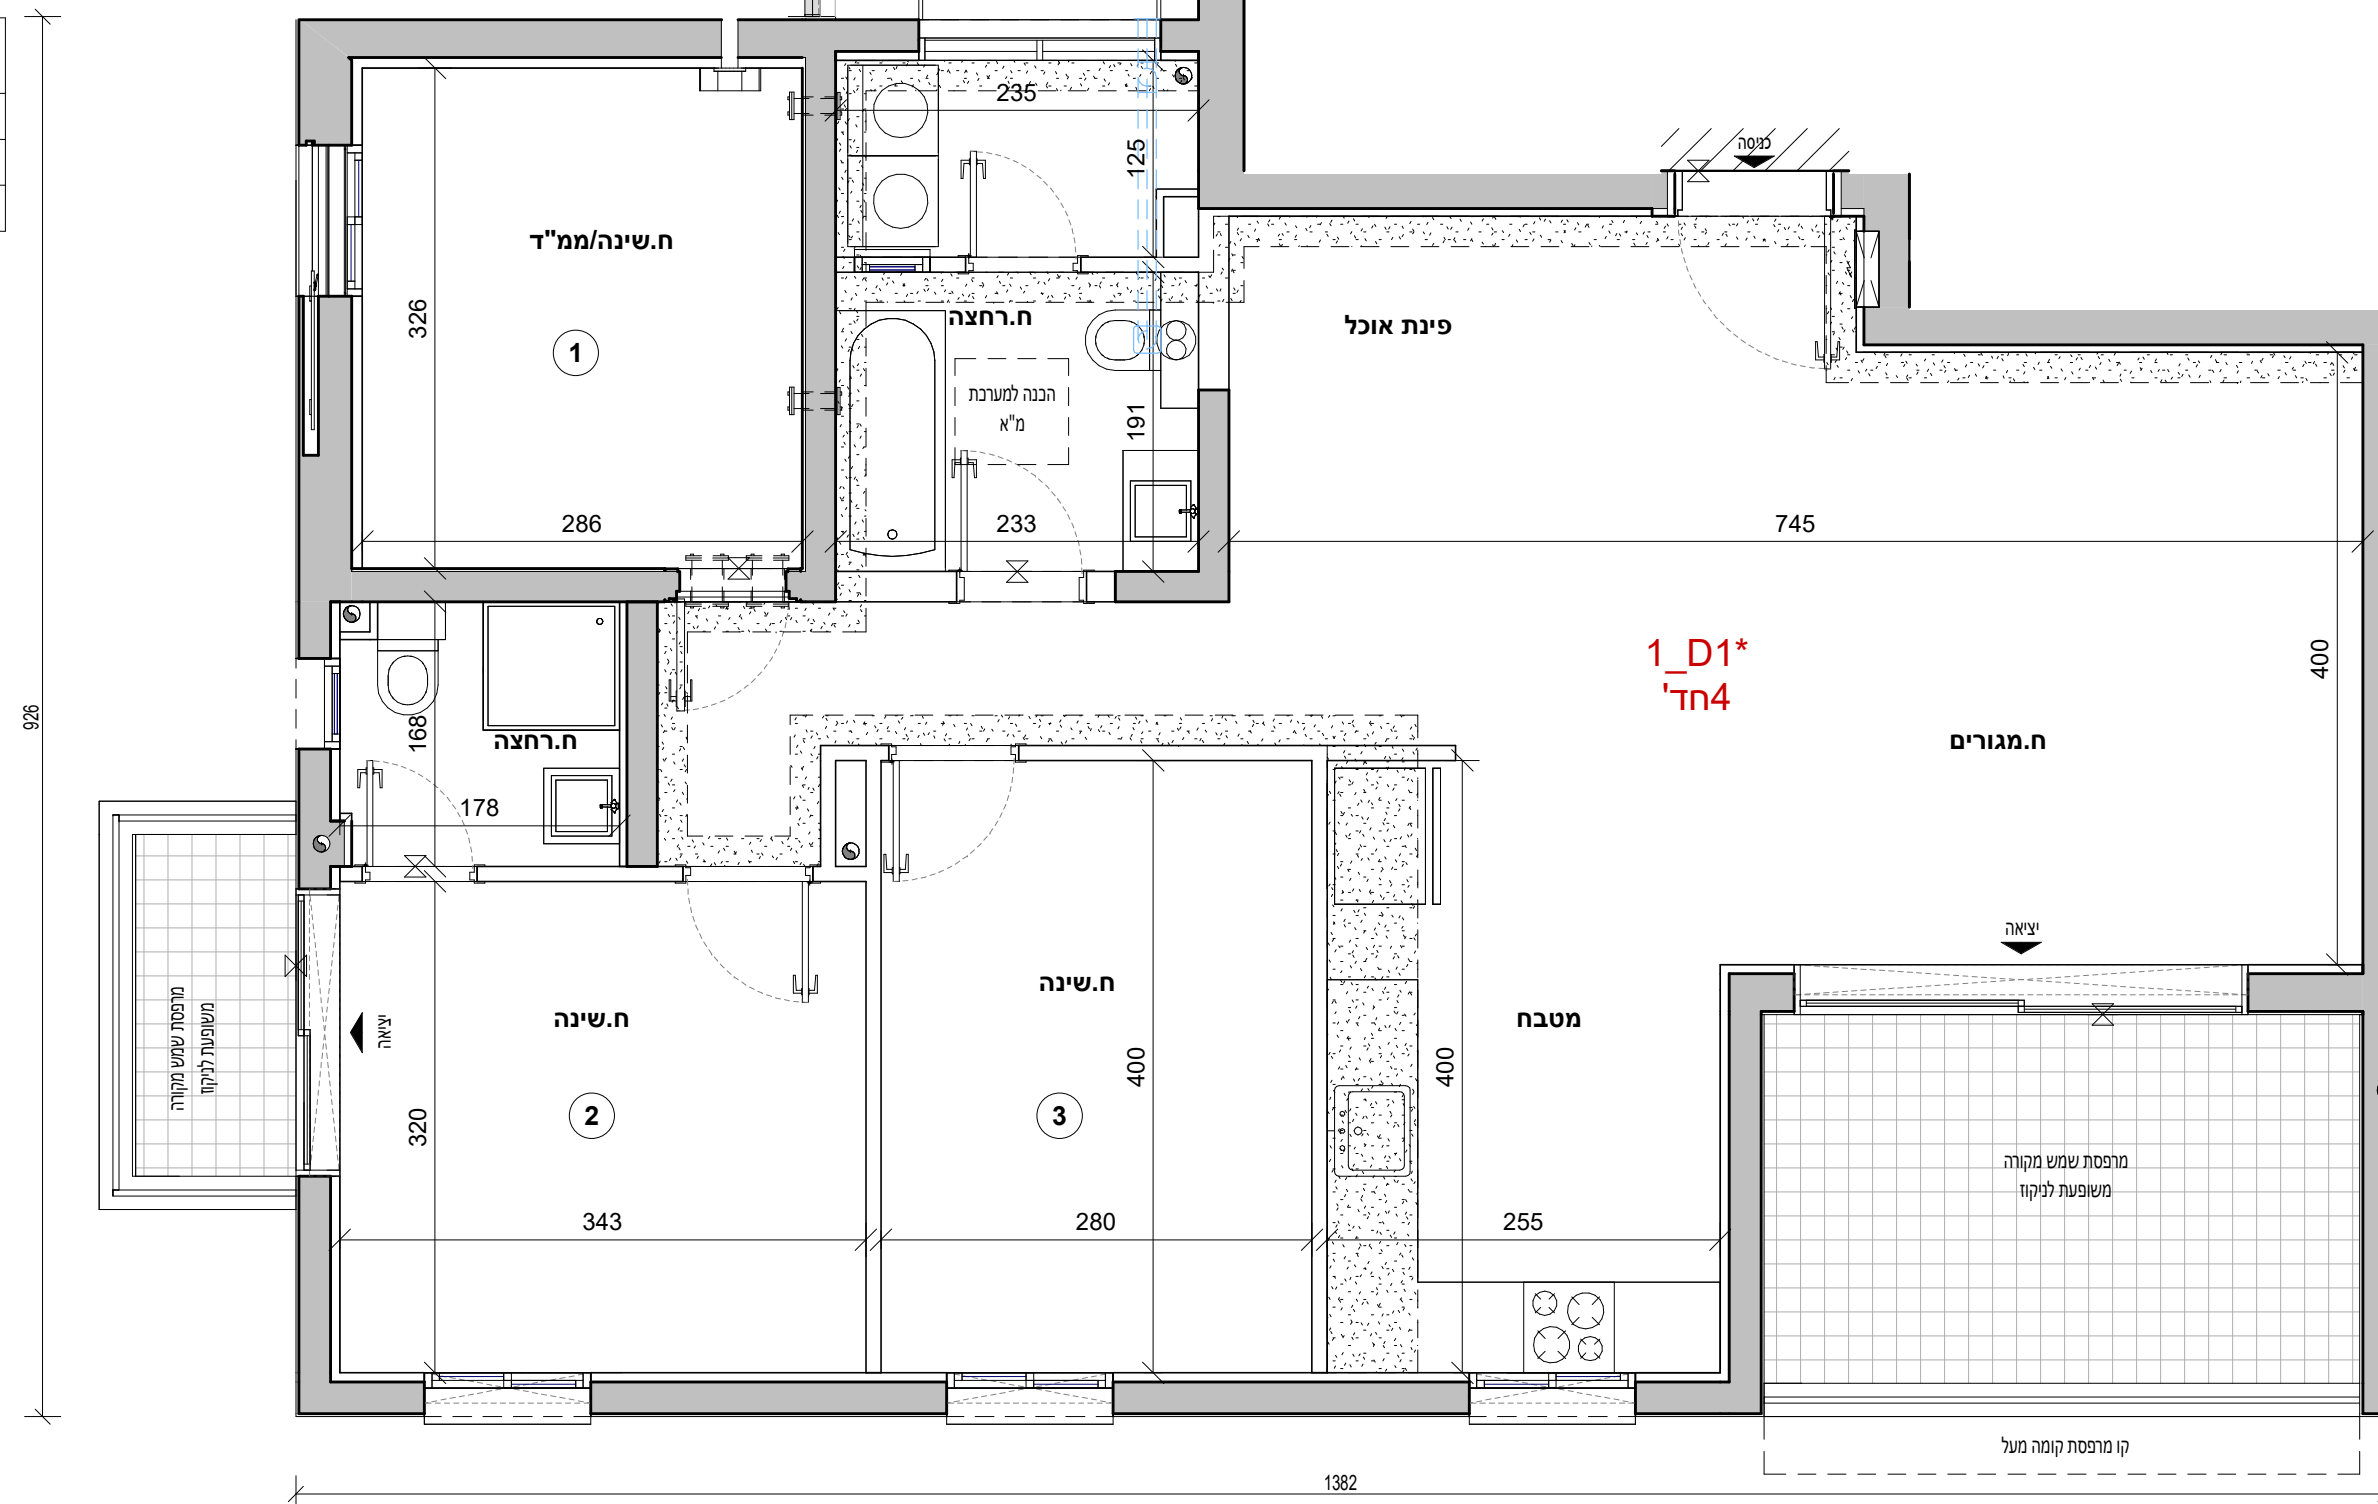 כניסה
235
125
ח.שינה/ממ"ד
326
1
286
ח.רחצה
הכנה למערכת
מ"א
191
233
פינת אוכל
745
1_D1*
4חד'
400
ח.מגורים
926
168
ח.רחצה
178
יציאה
מרפסת שמש מקורה
משופעת לניקוז
יציאה
ח.שינה
2
320
343
ח.שינה
3
400
280
מטבח
400
255
מרפסת שמש מקורה
משופעת לניקוז
קו מרפסת קומה מעל
1382